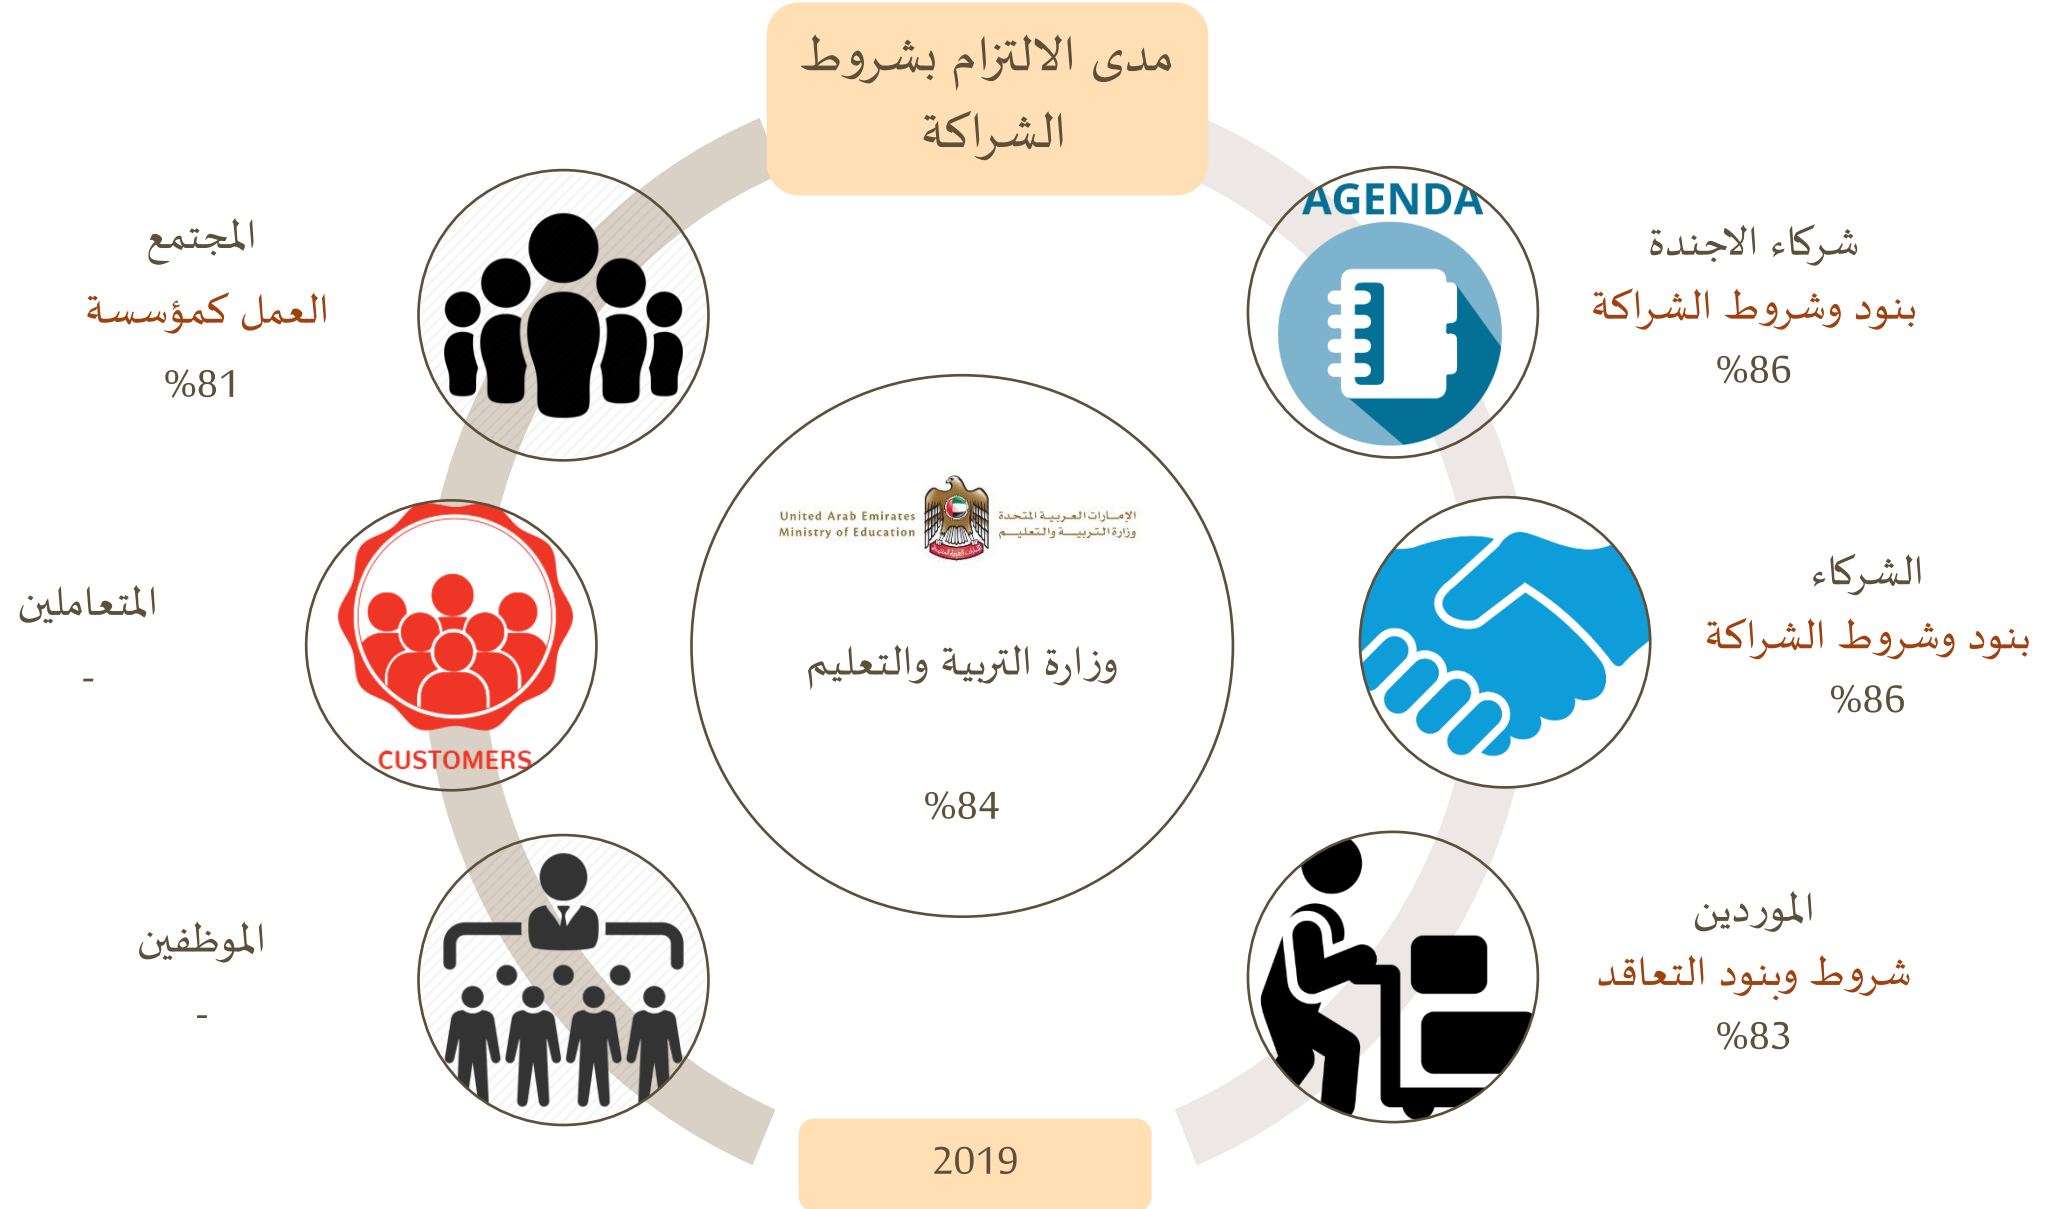 مدى الالتزام بشروط
الشراكة
AGENDA
شركاء الاجندة
بنود وشروط الشراكة
%86
الشركاء
بنود وشروط الشراكة
%86
الموردين
شروط وبنود التعاقد
%83
المجتمع
العمل كمؤسسة
%81
المتعاملين
-
CUSTOMERS
الموظفين
-
United Arab Emirates
Ministry of Education
الإمارات العربية المتحدة
وزارة التربية والتعليم
وزارة التربية والتعليم
%84
2019